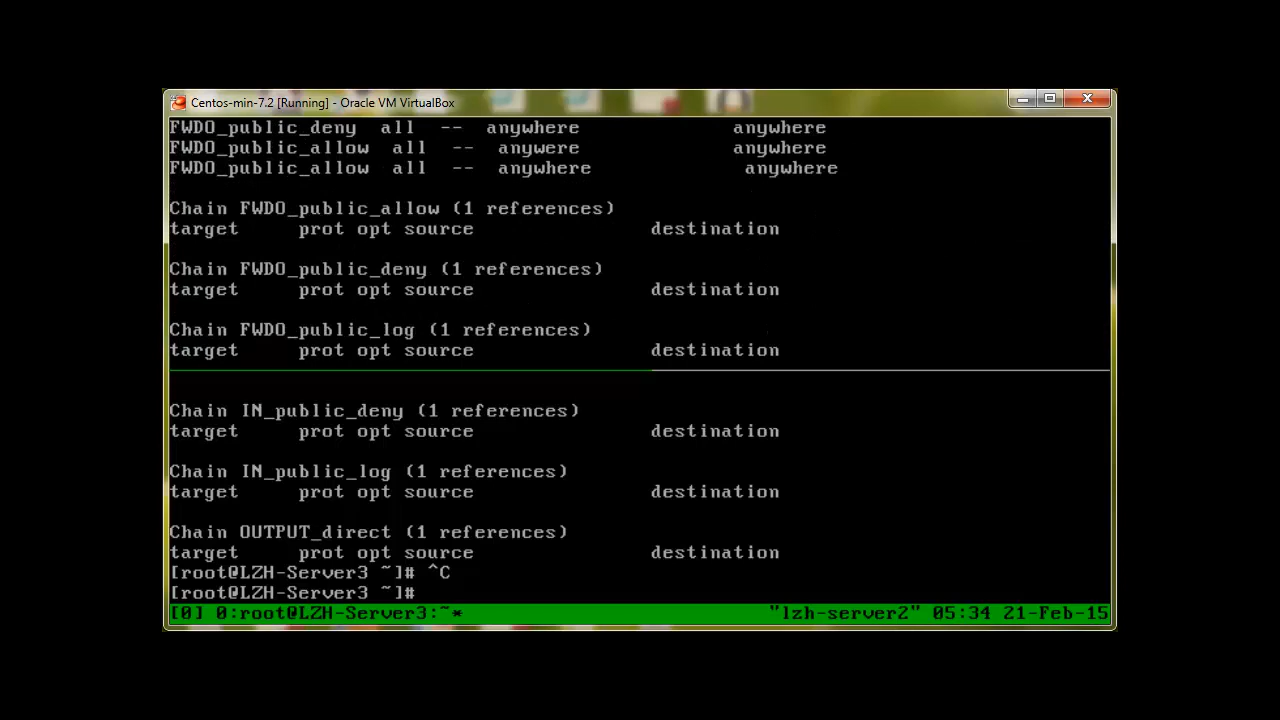 Centos-min-7.2 [Running] - Oracle VM VirtualBox
FWDO_public_deny  all  --  anywhere             anywhere
FWDO_public_allow  all  --  anywere             anywhere
FWDO_public_allow  all  --  anywhere             anywhere
Chain FWDO_public_allow (1 references)
target     prot opt source               destination
Chain FWDO_public_deny (1 references)
target     prot opt source               destination
Chain FWDO_public_log (1 references)
target     prot opt source               destination
Chain IN_public_deny (1 references)
target     prot opt source               destination
Chain IN_public_log (1 references)
target     prot opt source               destination
Chain OUTPUT_direct (1 references)
target     prot opt source               destination
[root@LZH-Server3 ~]# ^C
[root@LZH-Server3 ~]#
[0] 0:root@LZH-Server3:~* "lzh-server2" 05:34 21-Feb-15